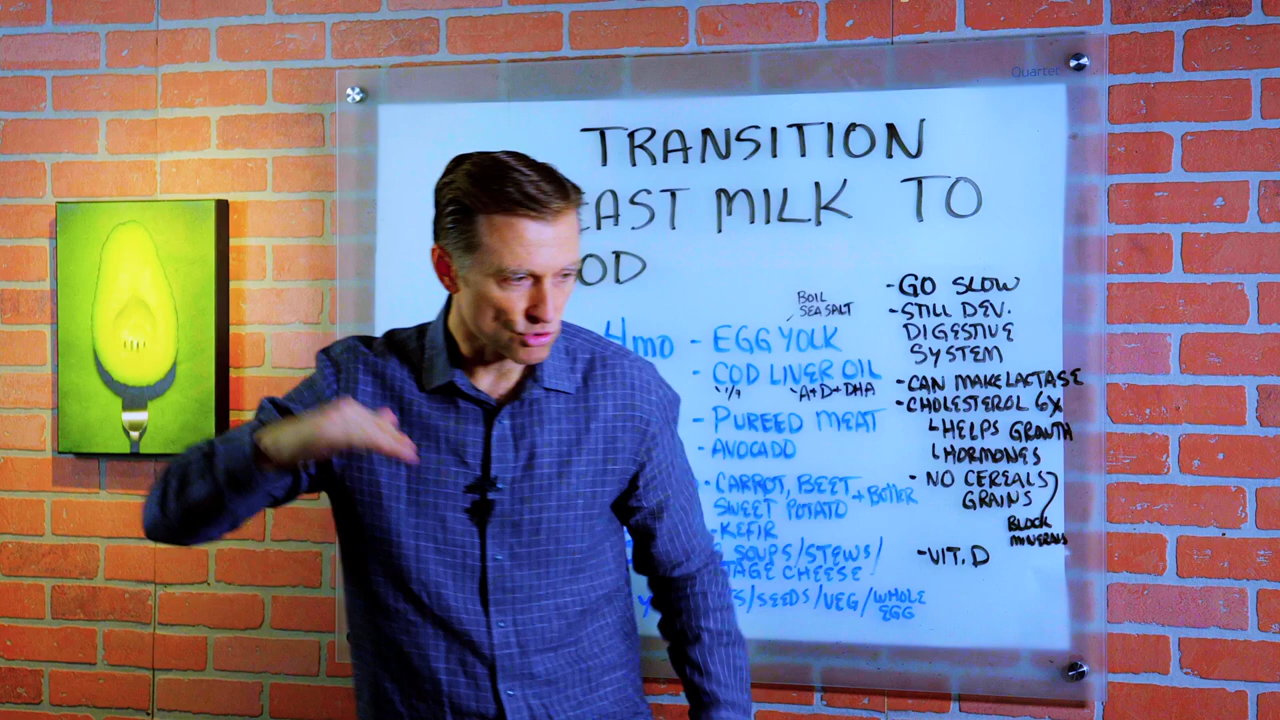 Quartet
TRANSITION
EAST MILK TO
OD
BOIL
SEA SALT
4mo - EGG YOLK
- COD LIVER OIL
1/4 A+D+DHA
- PUREED MEAT
- AVOCADO
- CARROT, BEET + BUTTER
SWEET POTATO
- KEFIR
SOUPS/STEWS/
TAGE CHEESE
S/SEEDS/VEG/WHOLE
EGG
- GO SLOW
- STILL DEV.
DIGESTIVE
SYSTEM
- CAN MAKE LACTASE
- CHOLESTEROL 6X
HELPS GROWTH
HORMONES
- NO CEREALS
GRAINS
BLOCK
MINERALS
- VIT. D